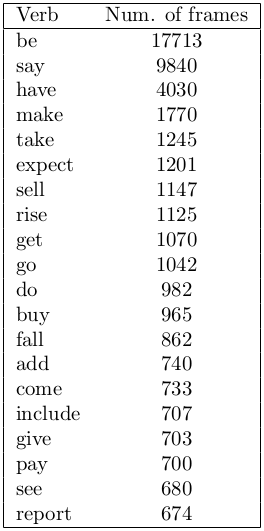 Verb Num. of frames
be 17713
say 9840
have 4030
make 1770
take 1245
expect 1201
sell 1147
rise 1125
get 1070
go 1042
do 982
buy 965
fall 862
add 740
come 733
include 707
give 703
pay 700
see 680
report 674